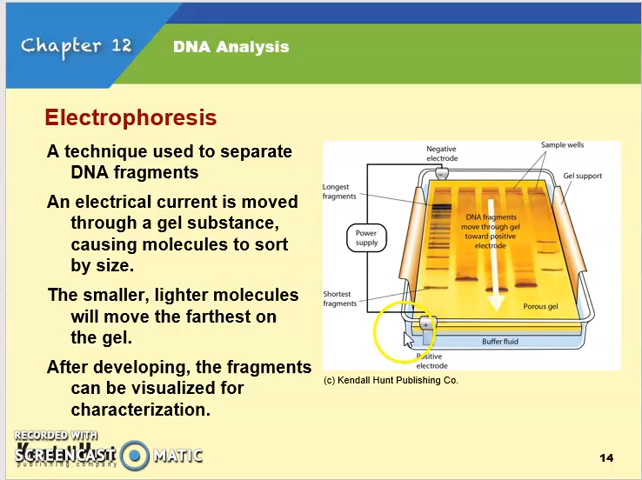 Chapter 12
DNA Analysis
Electrophoresis
A technique used to separate
DNA fragments
An electrical current is moved
through a gel substance,
causing molecules to sort
by size.
The smaller, lighter molecules
will move the farthest on
the gel.
After developing, the fragments
can be visualized for
characterization.
Negative
electrode
Sample wells
Gel support
Longest
fragments
DNA fragments
move through gel
toward positive
electrode
Power
supply
Shortest
fragments
Porous gel
Buffer fluid
Positive
electrode
(c) Kendall Hunt Publishing Co.
RECORDED WITH
SCREENCAST MATIC
Kendall Hunt
publishing company
14